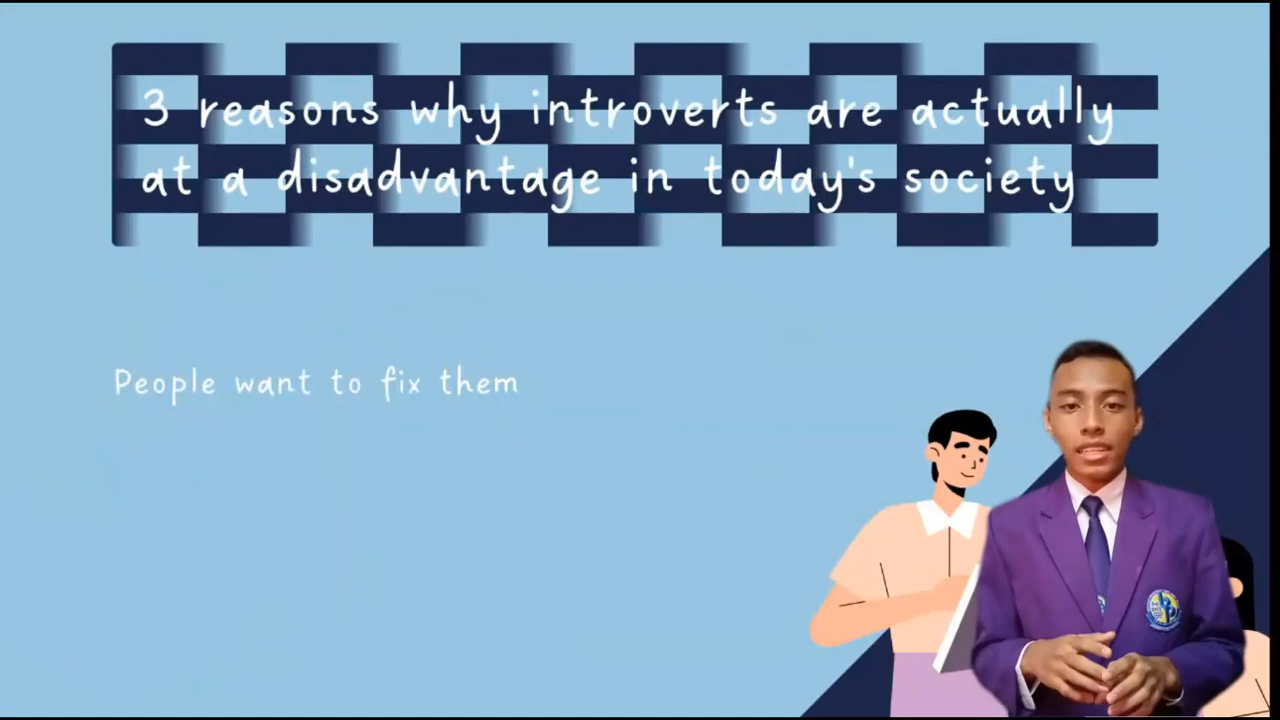 3 reasons why introverts are actually
at a disadvantage in today's society
People want to fix them